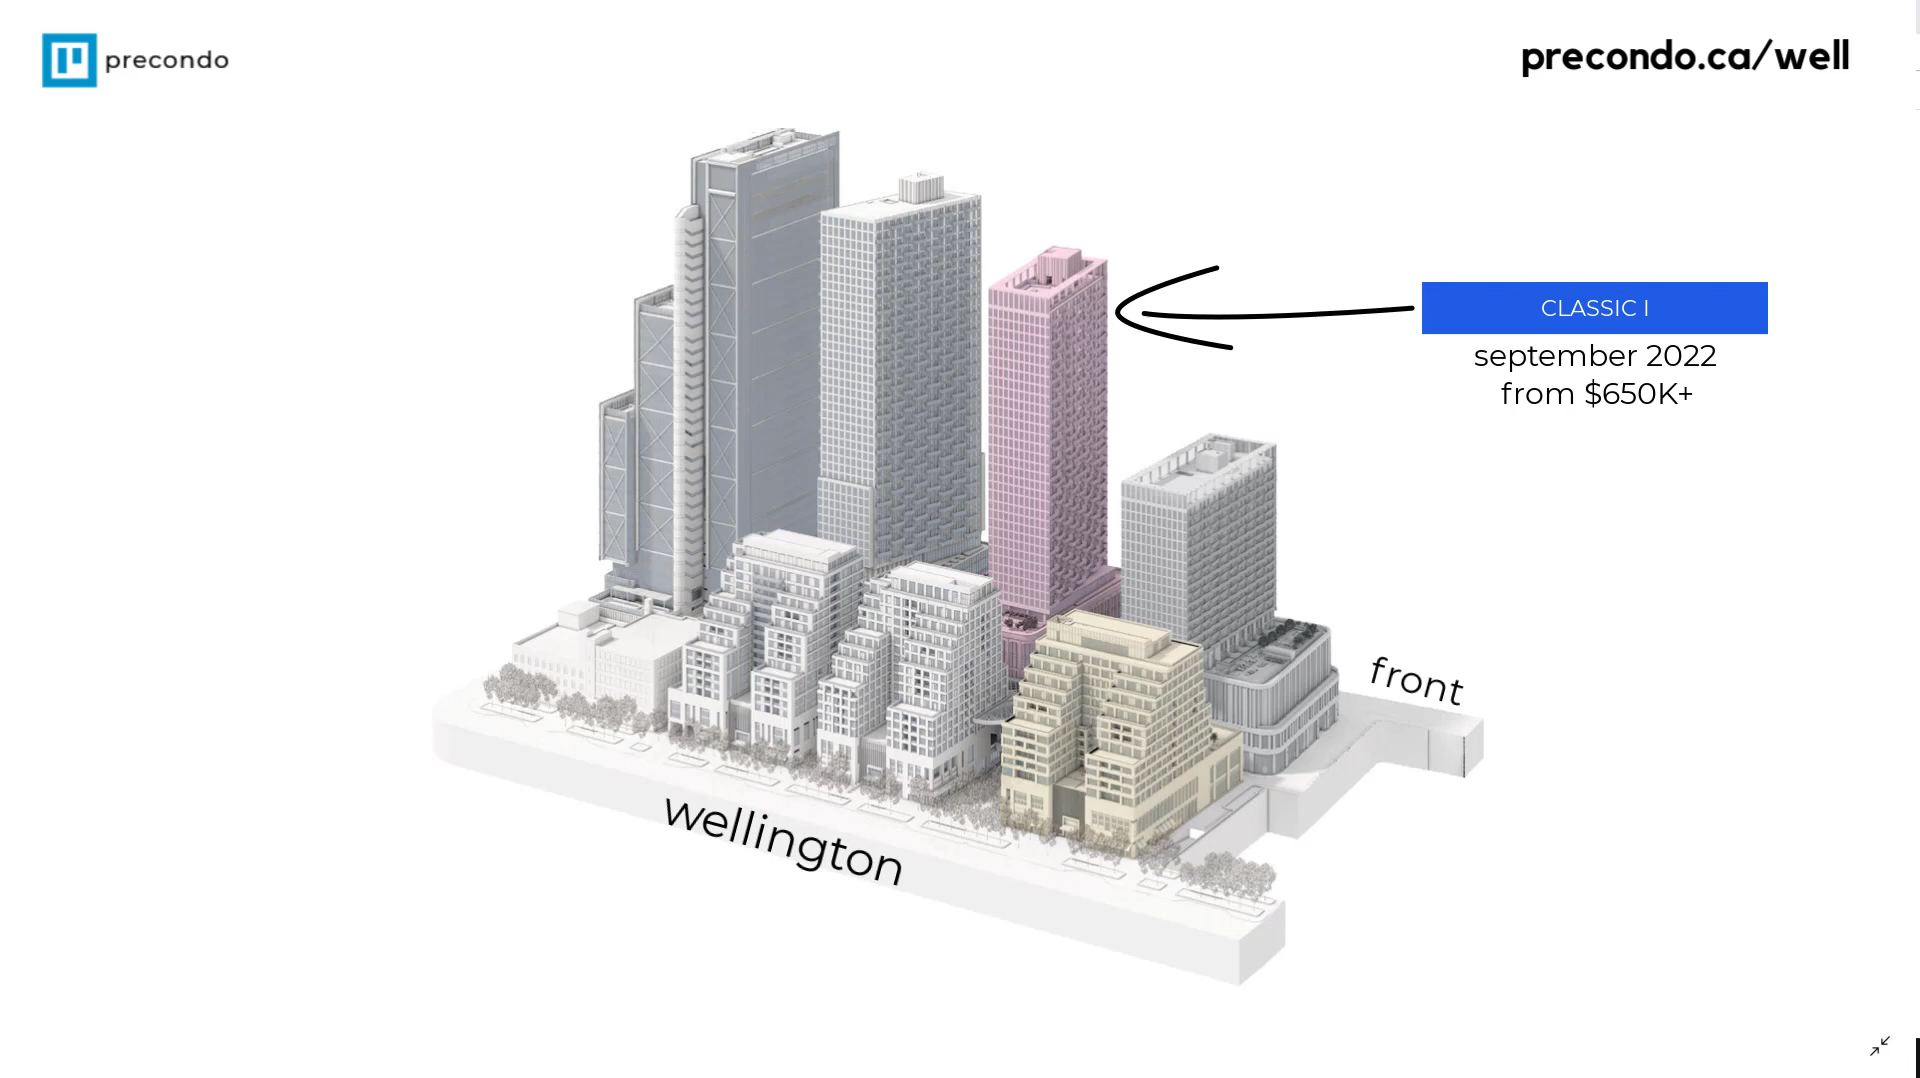 precondo
precondo.ca/well
CLASSIC I
september 2022
from $650K+
front
wellington